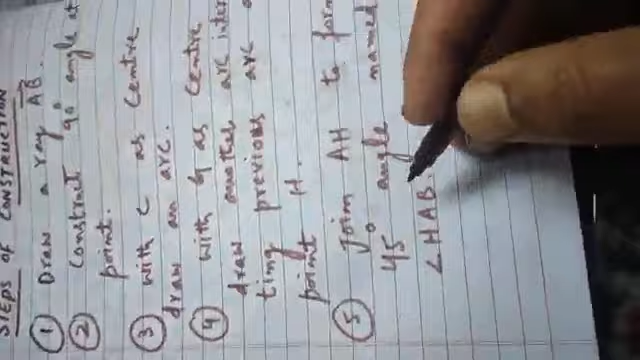 STEPS OF CONSTRUCTION
① Draw a ray AB.
② Construct 90° angle at
point.
③ with C as centre
draw an arc.
④ with G as centre
draw another arc inter
ting previous arc
point H.
⑤ Join AH to form
45° angle named
∠HAB.